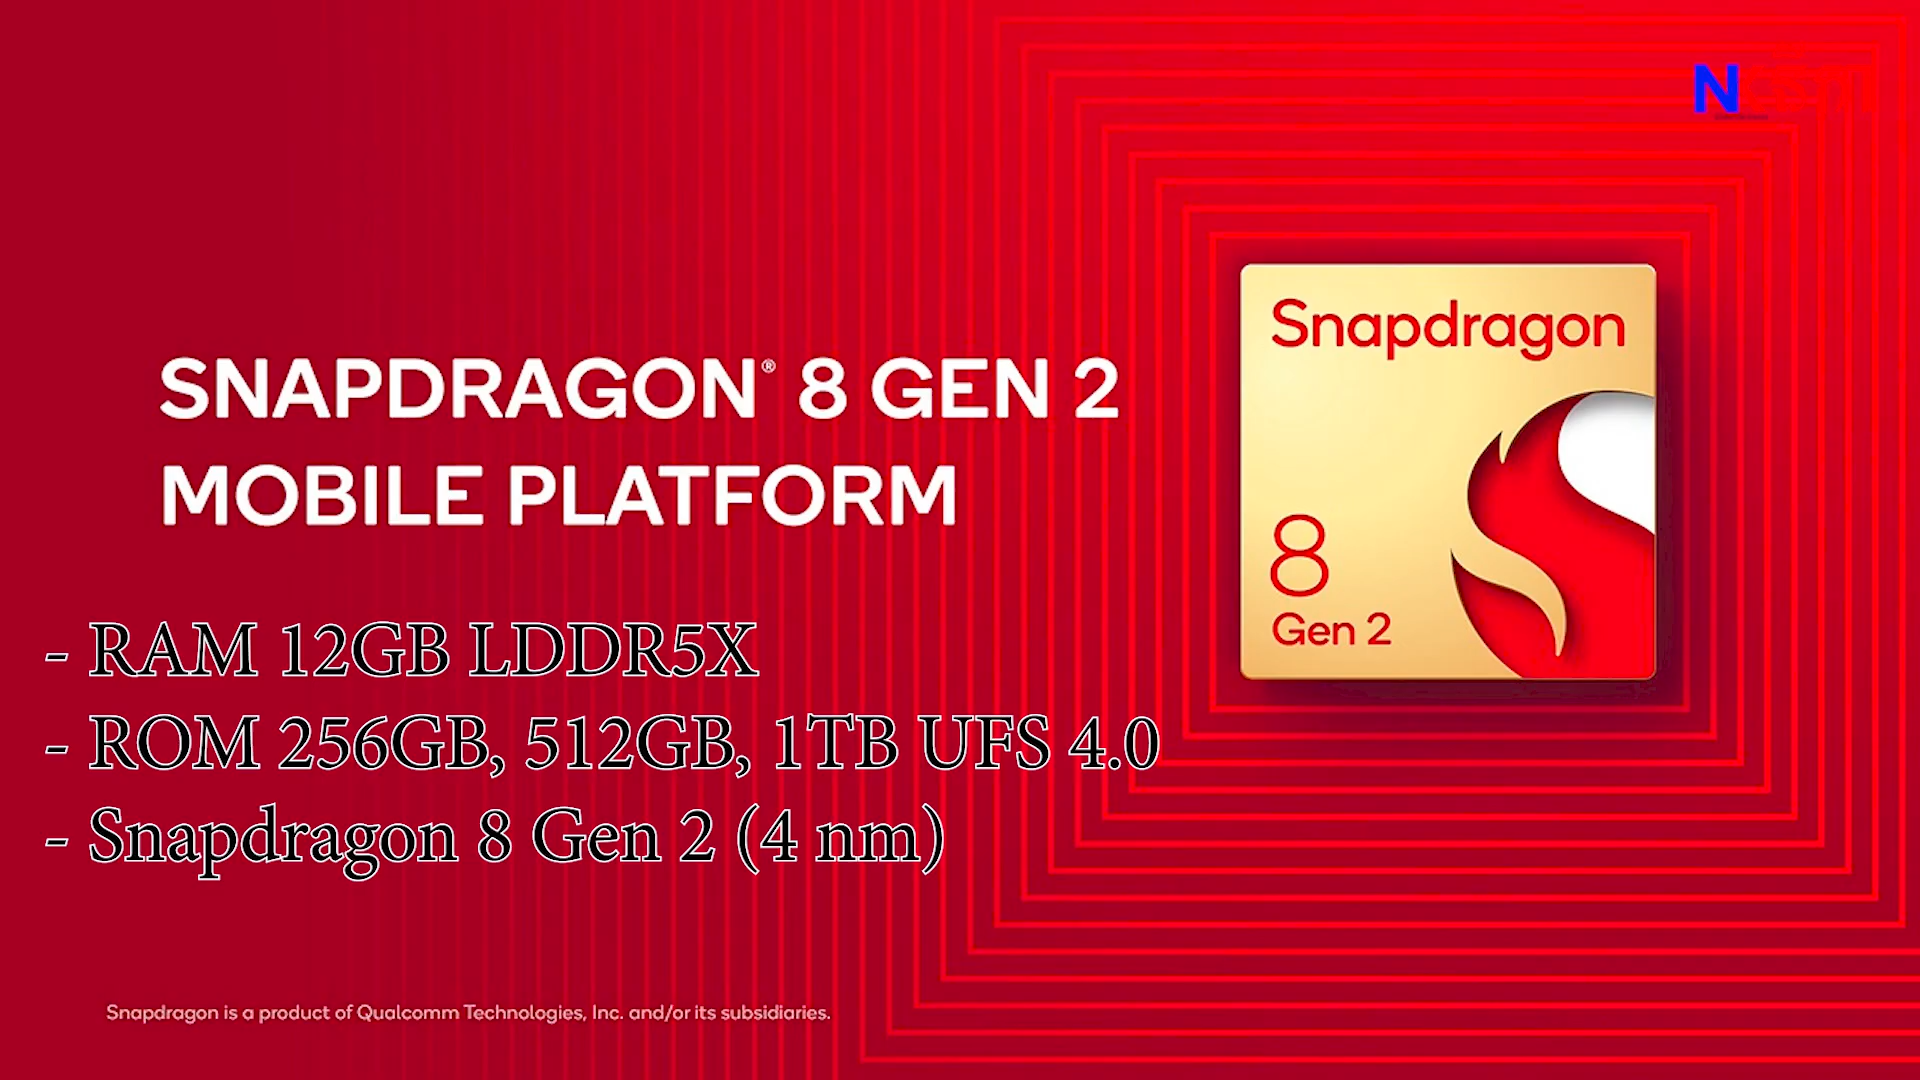 N
SNAPDRAGON® 8 GEN 2
MOBILE PLATFORM
Snapdragon
8
Gen 2
- RAM 12GB LDDR5X
- ROM 256GB, 512GB, 1TB UFS 4.0
- Snapdragon 8 Gen 2 (4 nm)
Snapdragon is a product of Qualcomm Technologies, Inc. and/or its subsidiaries.